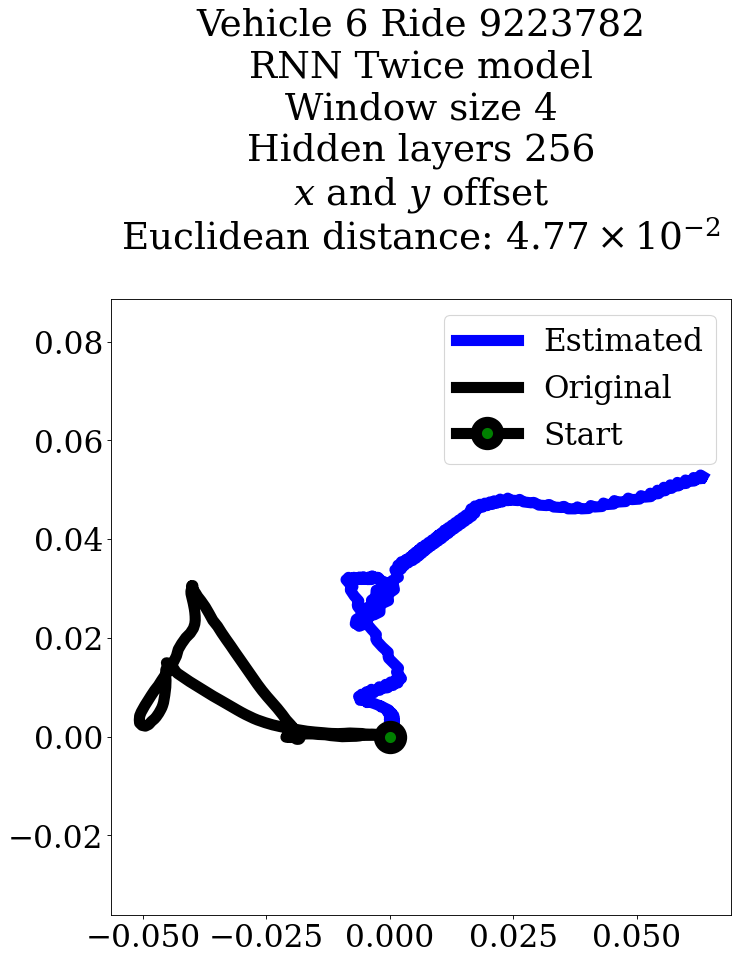 Vehicle 6 Ride 9223782
RNN Twice model
Window size 4
Hidden layers 256
x and y offset
Euclidean distance: 4.77 × 10⁻²
Estimated
Original
Start
0.08
0.06
0.04
0.02
0.00
−0.02
−0.050 −0.025 0.000 0.025 0.050